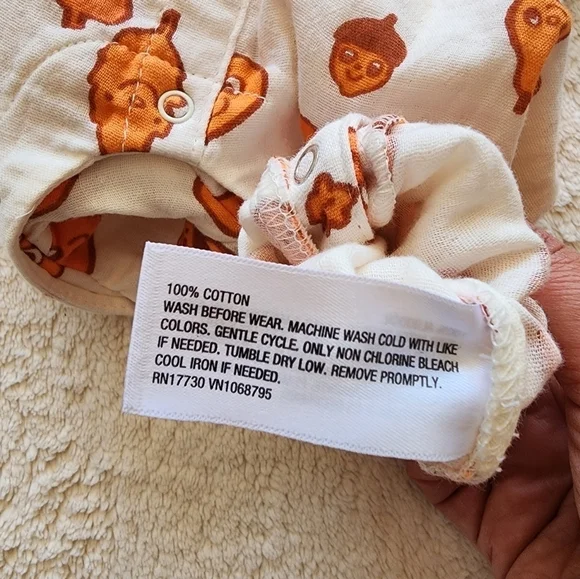 100% COTTON
WASH BEFORE WEAR. MACHINE WASH COLD WITH LIKE
COLORS. GENTLE CYCLE. ONLY NON CHLORINE BLEACH
IF NEEDED. TUMBLE DRY LOW. REMOVE PROMPTLY.
COOL IRON IF NEEDED.
RN17730 VN1068795